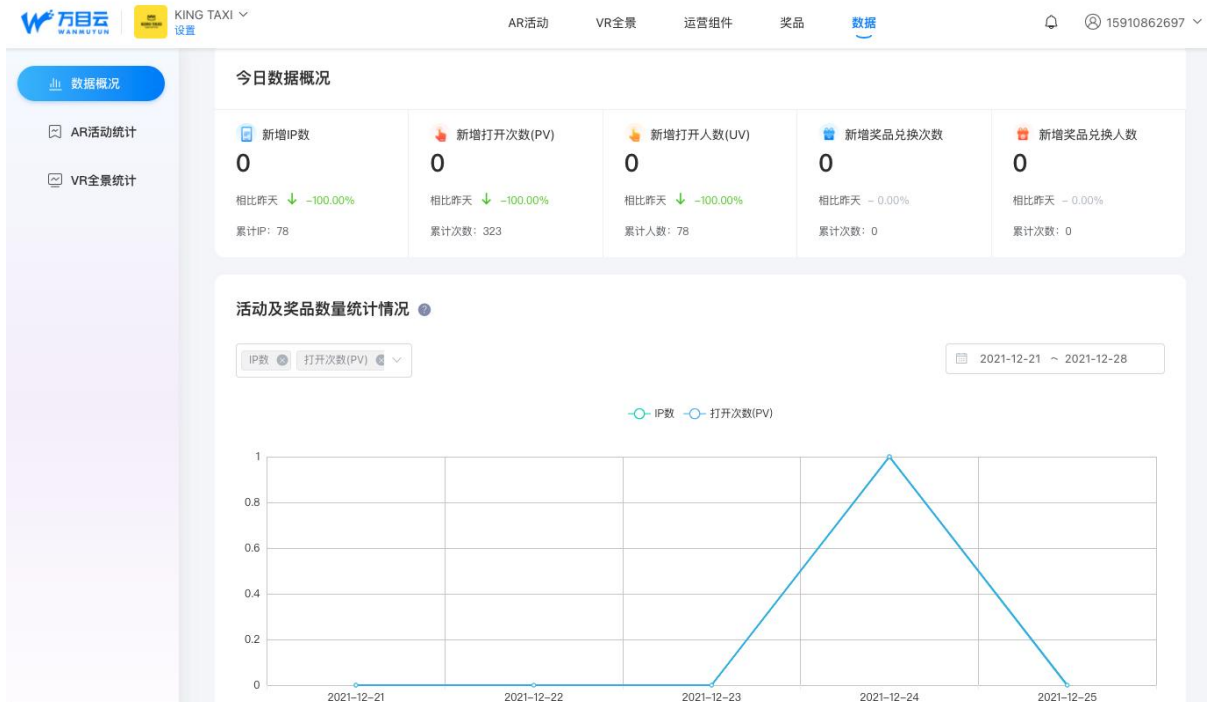 万目云
WANMUYUN
KING TAXI
设置
AR活动 VR全景 运营组件 奖品 数据
15910862697
数据概况
AR活动统计
VR全景统计
今日数据概况
新增IP数 新增打开次数(PV) 新增打开人数(UV) 新增奖品兑换次数 新增奖品兑换人数
0 0 0 0 0
相比昨天 ↓ -100.00% 相比昨天 ↓ -100.00% 相比昨天 ↓ -100.00% 相比昨天 - 0.00% 相比昨天 - 0.00%
累计IP: 78 累计次数: 323 累计人数: 78 累计次数: 0 累计次数: 0
活动及奖品数量统计情况 ?
IP数 打开次数(PV) 2021-12-21 ~ 2021-12-28
IP数 打开次数(PV)
1
0.8
0.6
0.4
0.2
0
2021-12-21 2021-12-22 2021-12-23 2021-12-24 2021-12-25